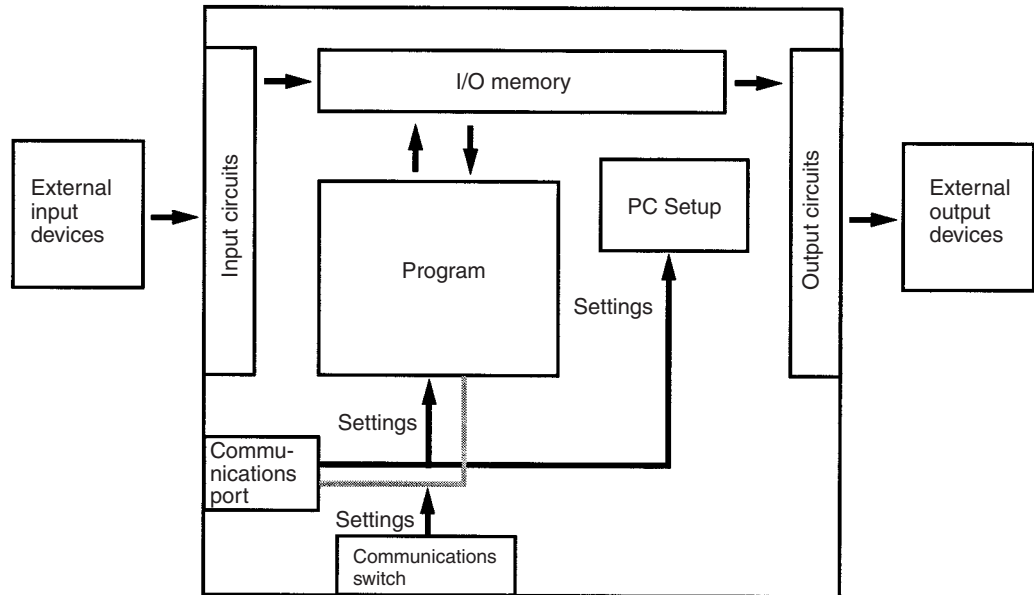 I/O memory
External
input
devices
Input circuits
Program
PC Setup
Output circuits
External
output
devices
Settings
Settings
Commu-
nications
port
Settings
Communications
switch